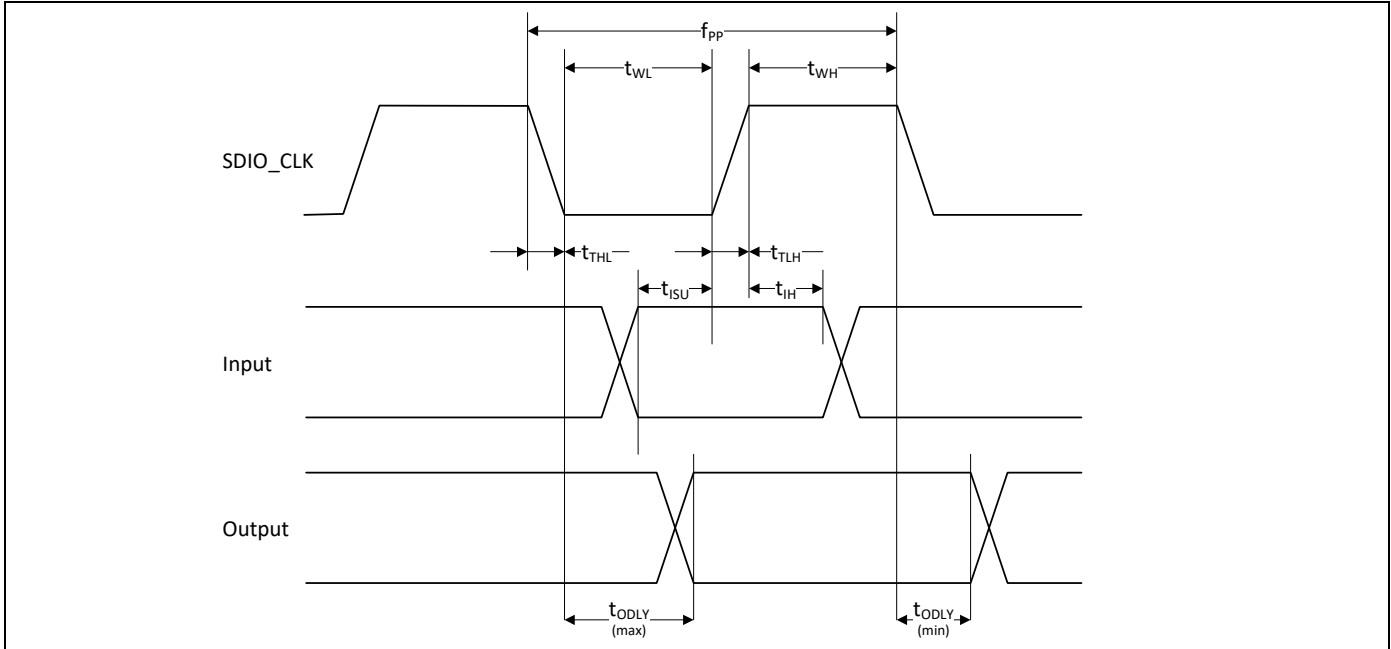 fPP
tWL
tWH
SDIO_CLK
tTHL
tTLH
tISU
tIH
Input
Output
tODLY
(max)
tODLY
(min)